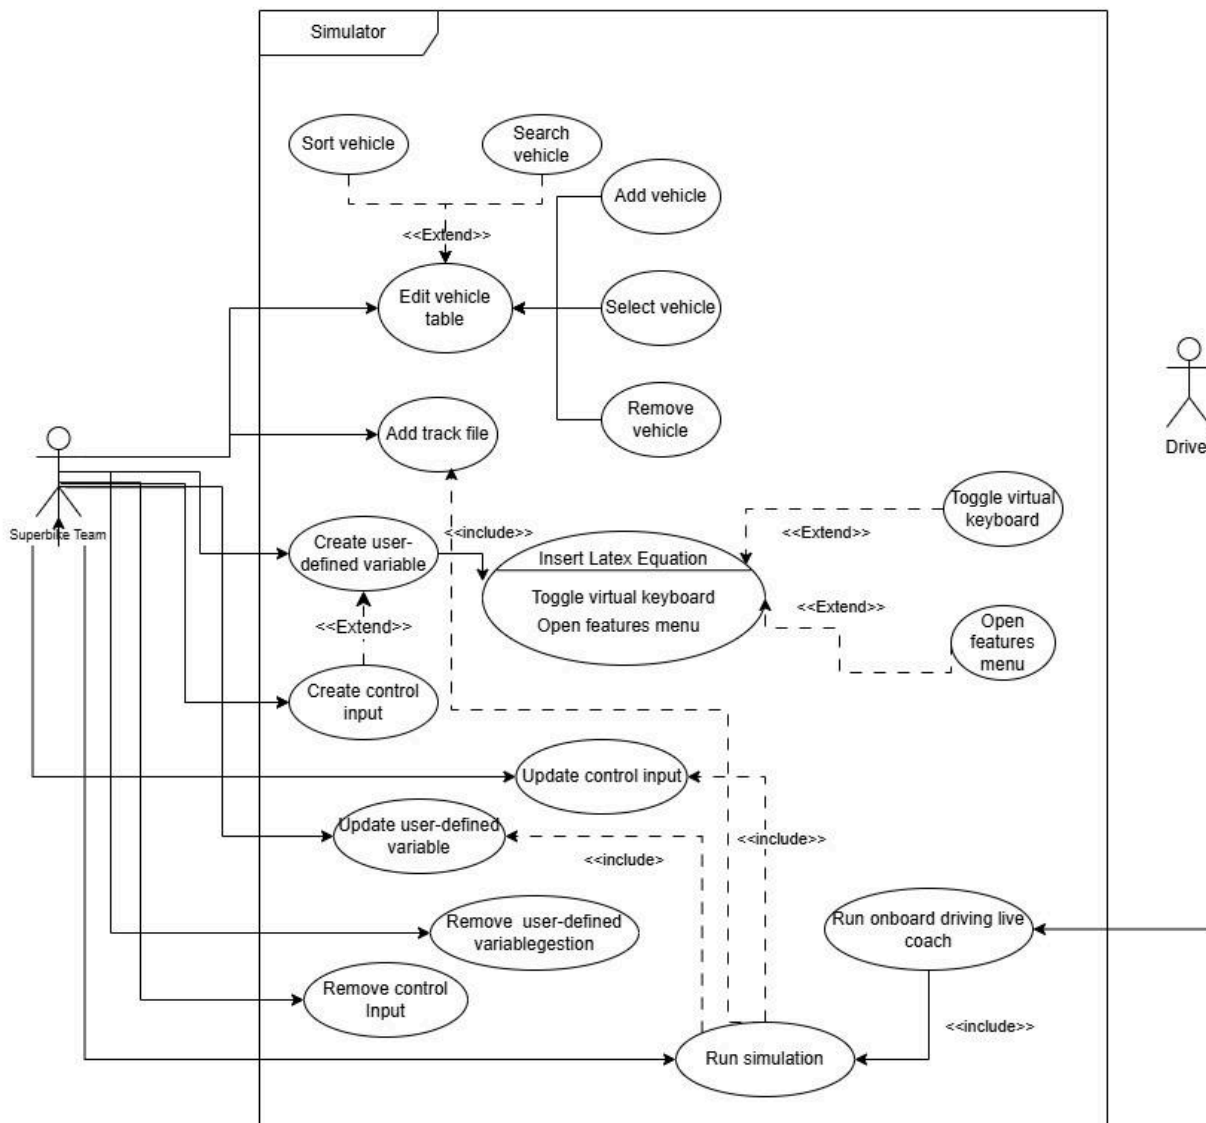 Simulator
Sort vehicle
Search
vehicle
Add vehicle
<<Extend>>
Edit vehicle
table
Select vehicle
Remove
vehicle
Add track file
Drive
Superbike Team
Toggle virtual
keyboard
<<Extend>>
Create user-
defined variable
<<include>>
Insert Latex Equation
Toggle virtual keyboard
Open features menu
<<Extend>>
Open
features
menu
<<Extend>>
Create control
input
Update control input
Update user-defined
variable
<<include>
<<include>>
Remove  user-defined
variablegestion
Run onboard driving live
coach
Remove control
Input
<<include>>
Run simulation